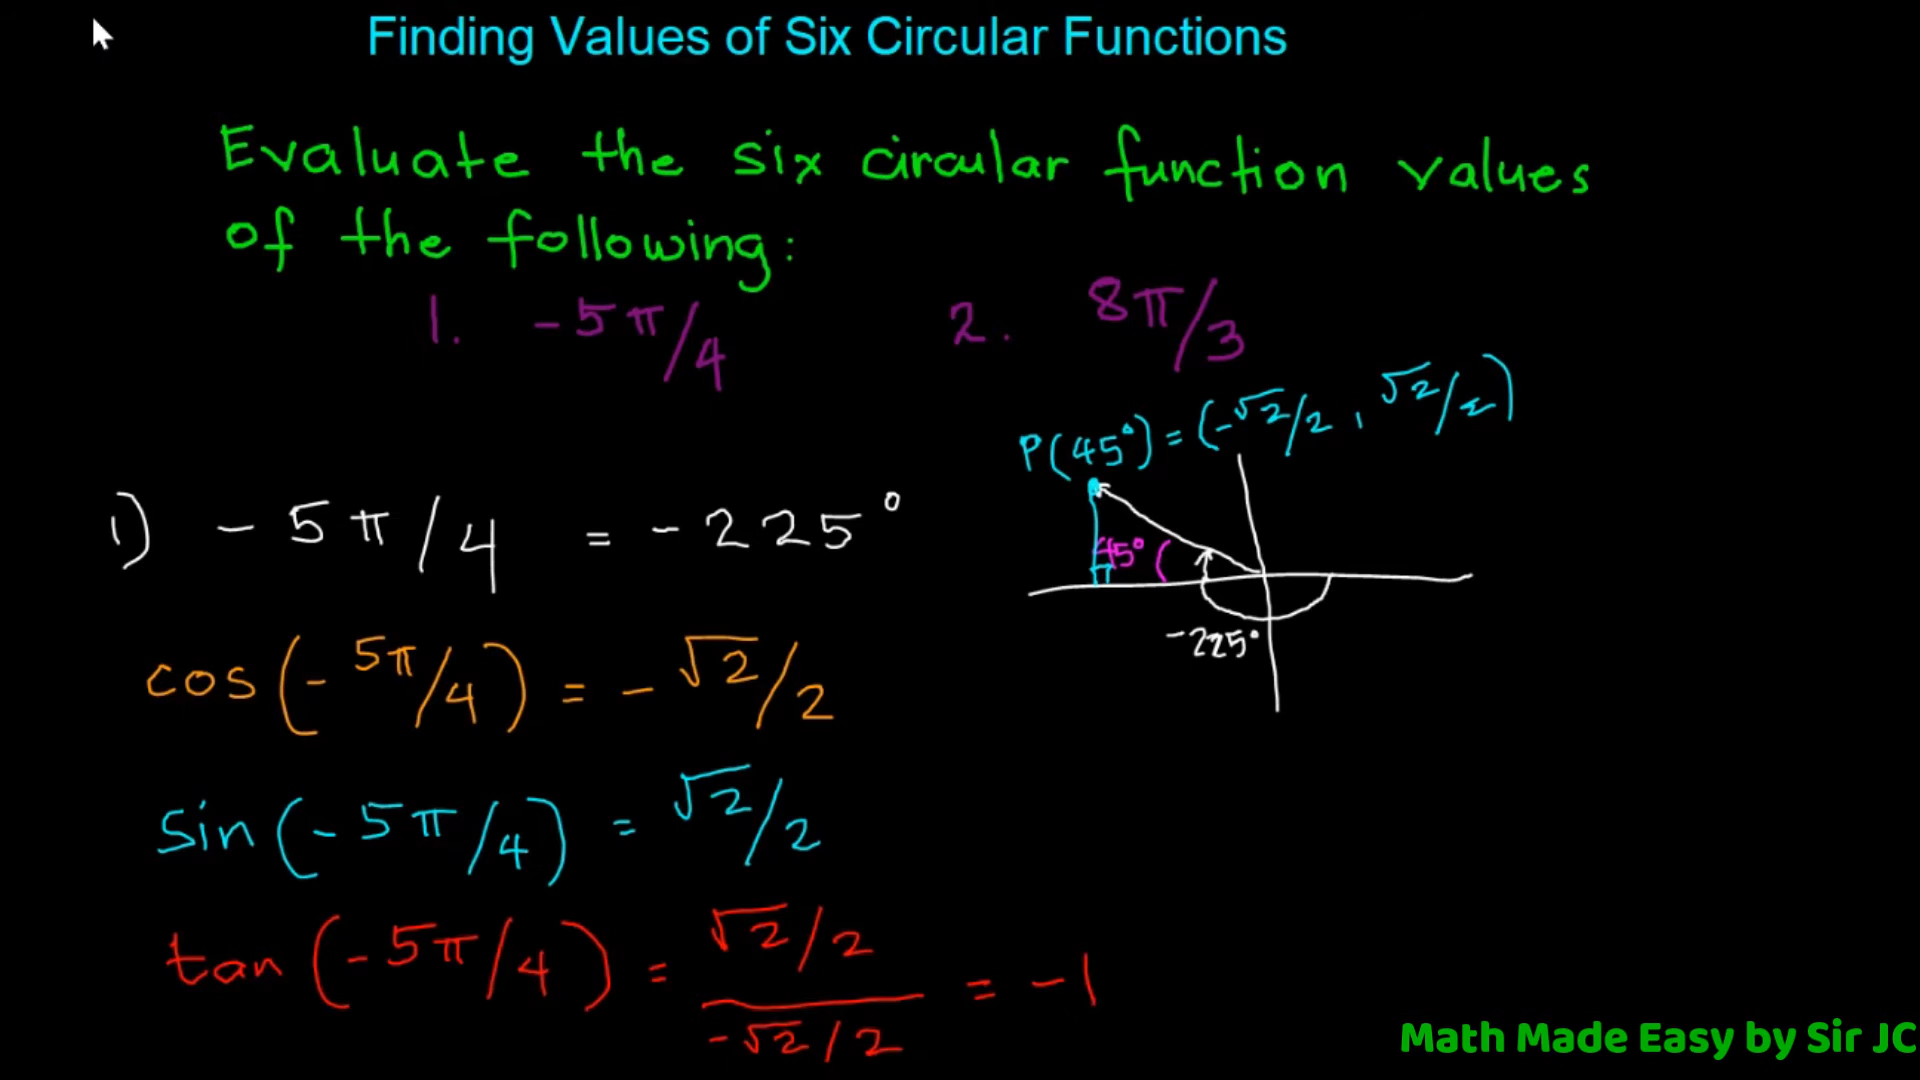 Finding Values of Six Circular Functions
Evaluate the six circular function values
of the following:
1. -5π/4 2. 8π/3
P(45°) = (-√2/2, √2/2)
1) -5π/4 = -225°
45°
-225°
cos(-5π/4) = -√2/2
sin(-5π/4) = √2/2
tan(-5π/4) = √2/2 / -√2/2 = -1
Math Made Easy by Sir JC